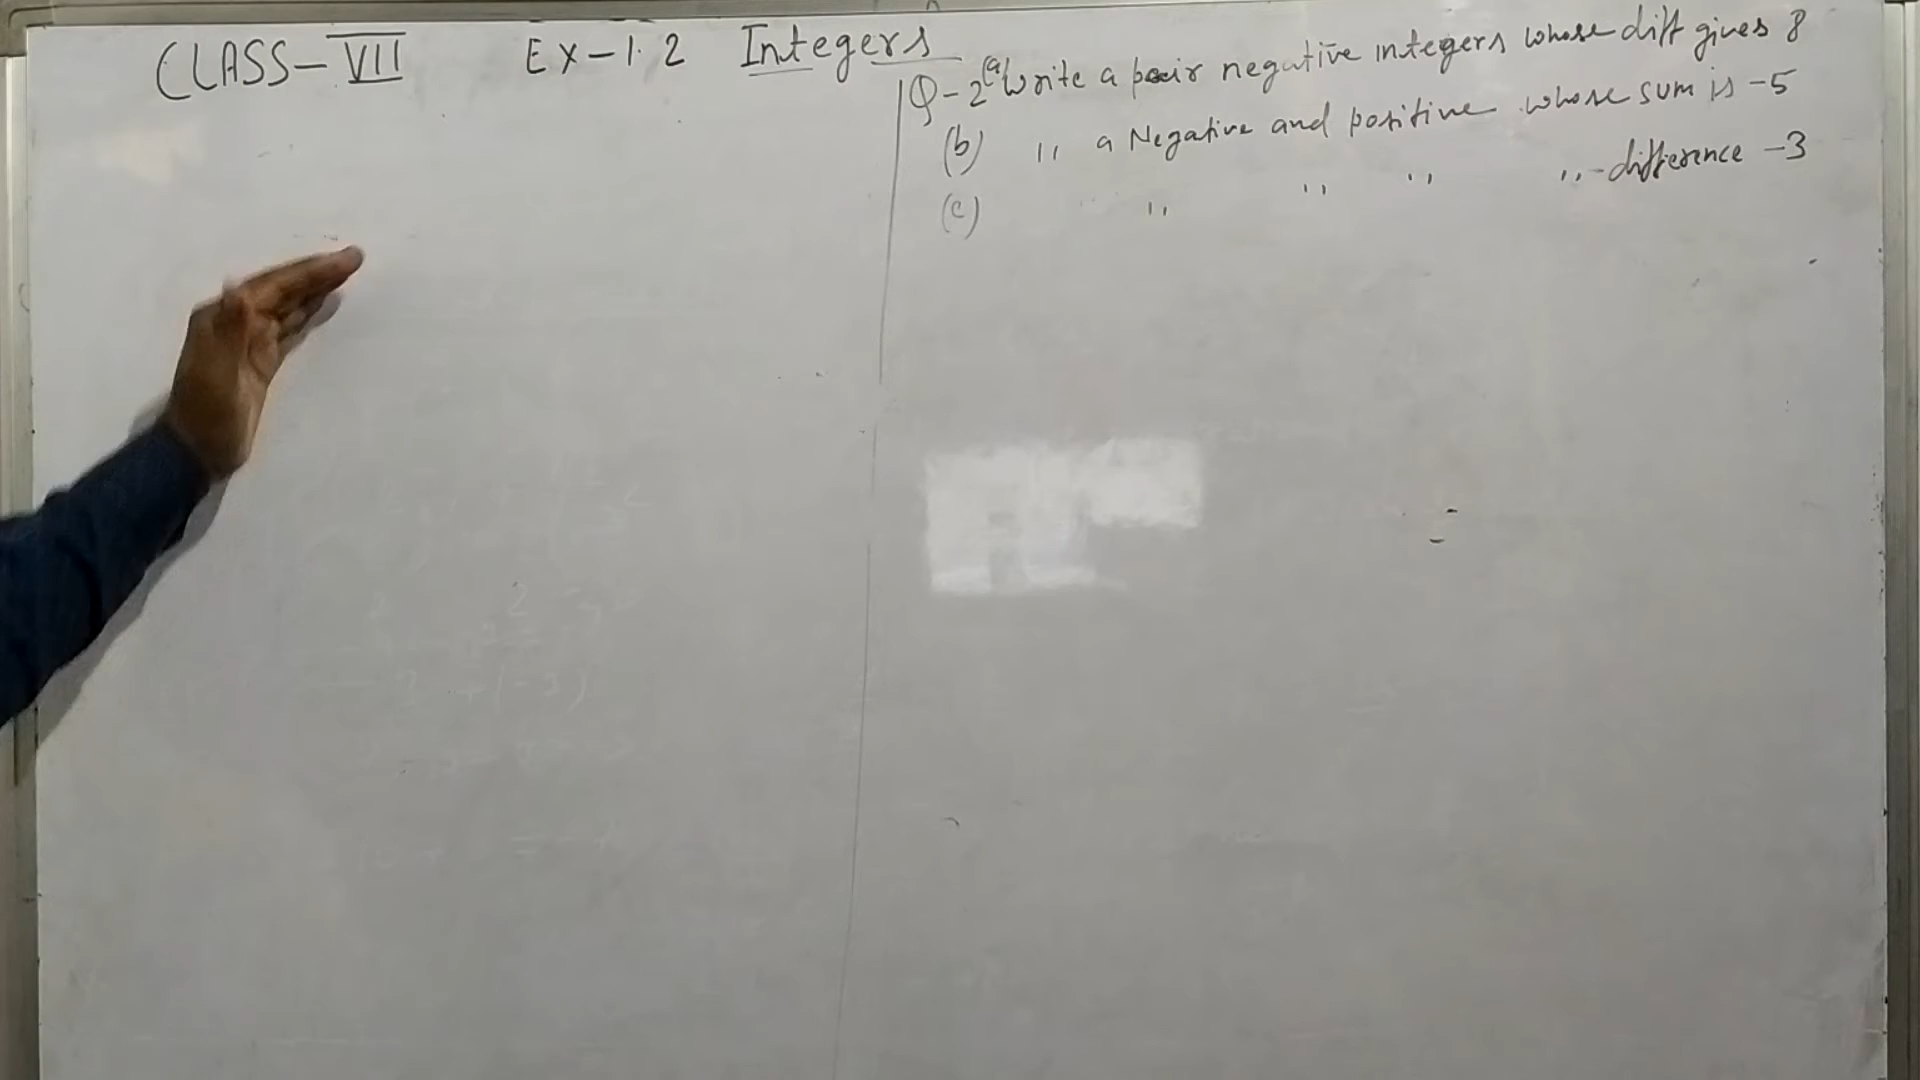 CLASS-VII Ex-1.2 Integers
Q-2 (a) Write a pair negative integers whose diff gives 8
(b) ,, a Negative and positive whose sum is -5
(c) ,, ,, ,, ,, -difference -3